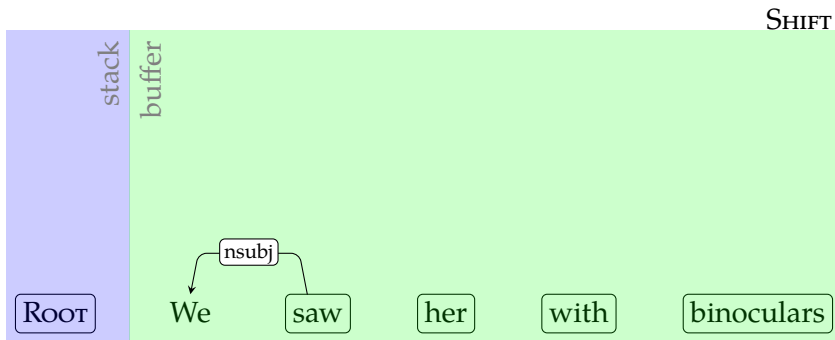 SHIFT
stack
buffer
nsubj
ROOT We saw her with binoculars